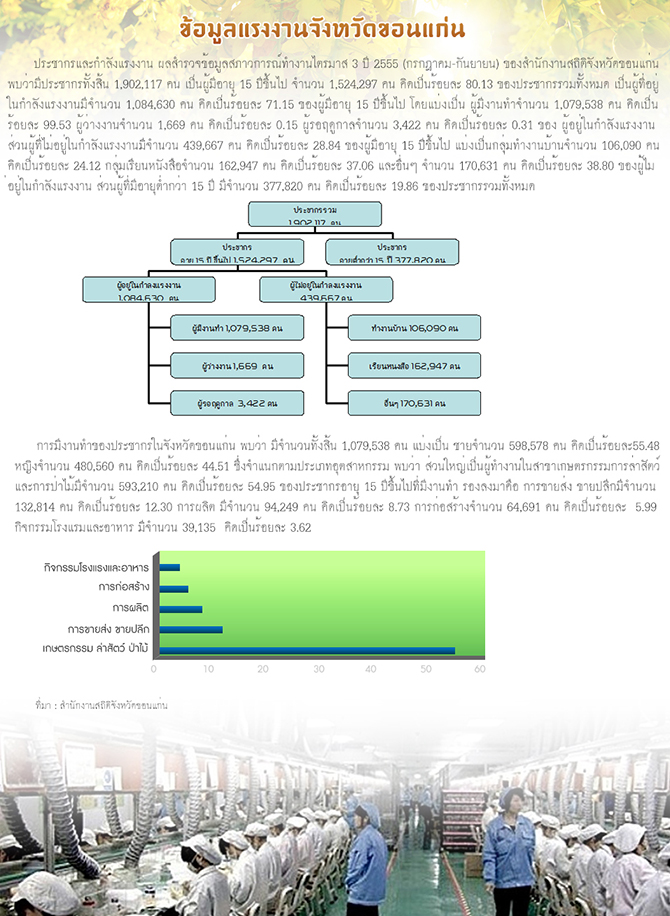 ข้อมูลแรงงานจังหวัดขอนแก่น
ประชากรและกำลังแรงงาน ผลสำรวจข้อมูลสภาวการณ์ทำงานไตรมาส 3 ปี 2555 (กรกฎาคม-กันยายน) ของสำนักงานสถิติจังหวัดขอนแก่น
พบว่ามีประชากรทั้งสิ้น 1,902,117 คน เป็นผู้มีอายุ 15 ปีขึ้นไป จำนวน 1,524,297 คน คิดเป็นร้อยละ 80.13 ของประชากรรวมทั้งหมด เป็นผู้ที่อยู่
ในกำลังแรงงานมีจำนวน 1,084,630 คน คิดเป็นร้อยละ 71.15 ของผู้มีอายุ 15 ปีขึ้นไป โดยแบ่งเป็น ผู้มีงานทำจำนวน 1,079,538 คน คิดเป็น
ร้อยละ 99.53 ผู้ว่างงานจำนวน 1,669 คน คิดเป็นร้อยละ 0.15 ผู้รอฤดูกาลจำนวน 3,422 คน คิดเป็นร้อยละ 0.31 ของ ผู้อยู่ในกำลังแรงงาน
ส่วนผู้ที่ไม่อยู่ในกำลังแรงงานมีจำนวน 439,667 คน คิดเป็นร้อยละ 28.84 ของผู้มีอายุ 15 ปีขึ้นไป แบ่งเป็นกลุ่มทำงานบานจำนวน 106,090 คน
คิดเป็นร้อยละ 24.12 กลุ่มเรียนหนังสือจำนวน 162,947 คน คิดเป็นร้อยละ 37.06 และอื่นๆ จำนวน 170,631 คน คิดเป็นร้อยละ 38.80 ของผู้ไม
่อยู่ในกำลังแรงงาน ส่วนผู้ที่มีอายุต่ำกว่า 15 ปี มีจำนวน 377,820 คน คิดเป็นร้อยละ 19.86 ของประชากรรวมทั้งหมด
ประชากรรวม
1,902,117 คน
ประชากร
อายุ 15 ปี ขึ้นไป 1,524,297 คน
ประชากร
อายุต่ำกว่า 15 ปี 377,820 คน
ผู้อยู่ในกำลังแรงงาน
1,084,630 คน
ผู้ไม่อยู่ในกำลังแรงงาน
439,667 คน
ผู้มีงานทำ 1,079,538 คน
ทำงานบ้าน 106,090 คน
ผู้ว่างงาน 1,669 คน
เรียนหนังสือ 162,947 คน
ผู้รอฤดูกาล 3,422 คน
อื่นๆ 170,631 คน
การมีงานทำของประชากรในจังหวัดขอนแก่น พบว่า มีจำนวนทั้งสิ้น 1,079,538 คน แบ่งเป็น ชายจำนวน 598,578 คน คิดเป็นร้อยละ55.48
หญิงจำนวน 480,560 คน คิดเป็นร้อยละ 44.51 ซึ่งจำแนกตามประเภทอุตสาหกรรม พบว่า ส่วนใหญ่เป็นผู้ทำงานในสาขาเกษตรกรรมการล่าสัตว์
และการป่าไม้มีจำนวน 593,210 คน คิดเป็นร้อยละ 54.95 ของประชากรอายุ 15 ปีขึ้นไปที่มีงานทำ รองลงมาคือ การขายส่ง ขายปลีกมีจำนวน
132,814 คน คิดเป็นร้อยละ 12.30 การผลิต มีจำนวน 94,249 คน คิดเป็นร้อยละ 8.73 การก่อสร้างจำนวน 64,691 คน คิดเป็นร้อยละ 5.99
กิจกรรมโรงแรมและอาหาร มีจำนวน 39,135 คิดเป็นร้อยละ 3.62
กิจกรรมโรงแรงและอาหาร
การก่อสร้าง
การผลิต
การขายส่ง ขายปลีก
เกษตรกรรม ล่าสัตว์ ป่าไม้
0 10 20 30 40 50 60
ที่มา : สำนักงานสถิติจังหวัดขอนแก่น